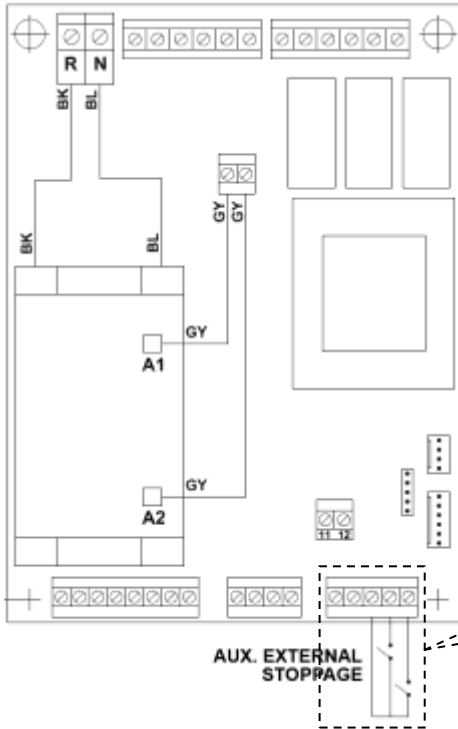 R N
BK BL
GY GY
BK BL
GY
A1
GY
A2
11 12
AUX. EXTERNAL
STOPPAGE